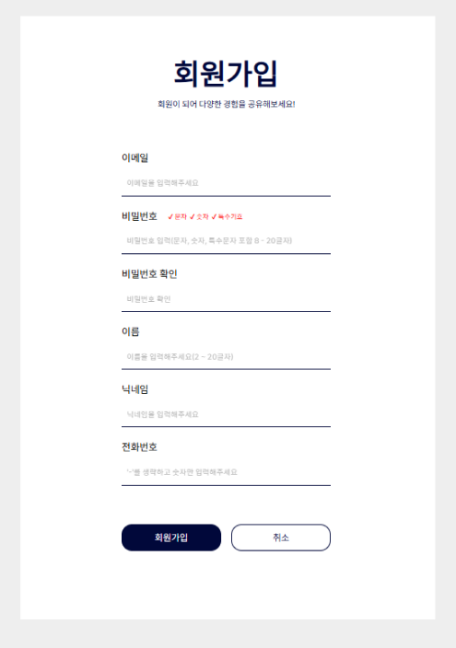 회원가입
회원이 되어 다양한 경험을 공유해보세요!
이메일
이메일을 입력해주세요
비밀번호 ✓문자 ✓숫자 ✓특수기호
비밀번호 입력(문자, 숫자, 특수문자 포함 8 - 20글자)
비밀번호 확인
비밀번호 확인
이름
이름을 입력해주세요(2 ~ 20글자)
닉네임
닉네임을 입력해주세요
전화번호
'-'를 생략하고 숫자만 입력해주세요
회원가입 취소